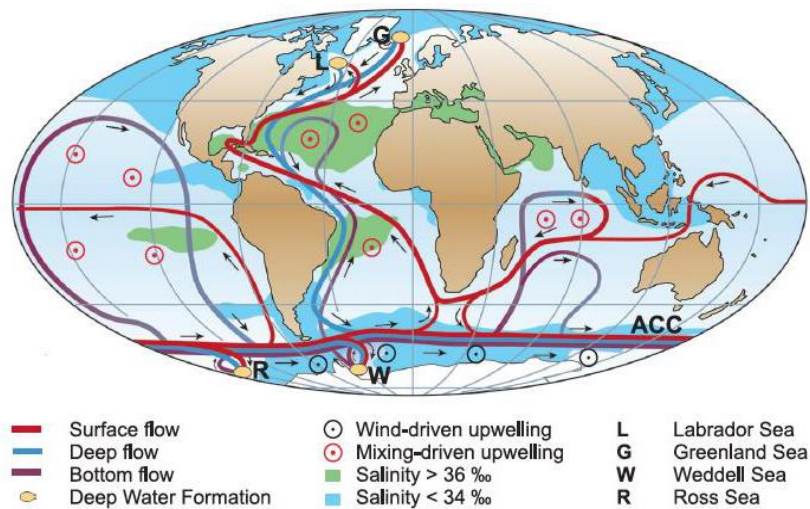 G
L
ACC
R
W
Surface flow
Deep flow
Bottom flow
Deep Water Formation
Wind-driven upwelling
Mixing-driven upwelling
Salinity > 36 ‰
Salinity < 34 ‰
L Labrador Sea
G Greenland Sea
W Weddell Sea
R Ross Sea